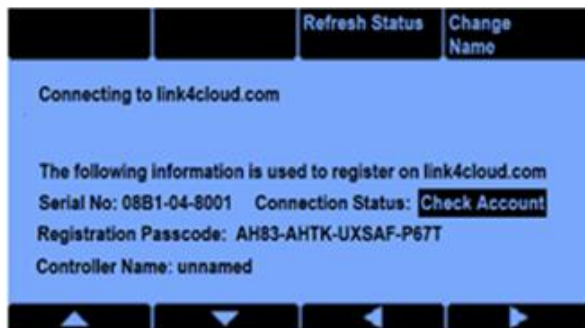 Refresh Status
Change
Name
Connecting to link4cloud.com
The following information is used to register on link4cloud.com
Serial No: 08B1-04-8001 Connection Status: Check Account
Registration Passcode: AH83-AHTK-UXSAF-P67T
Controller Name: unnamed